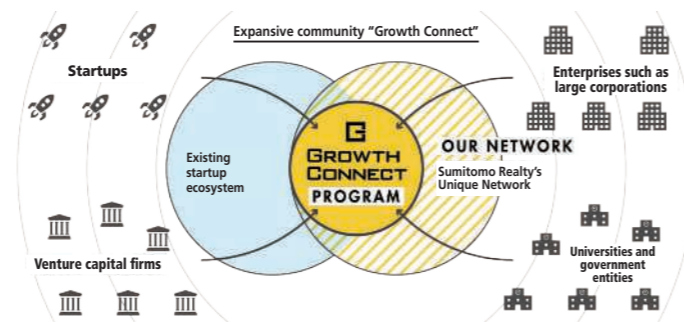 Expansive community “Growth Connect”
Startups
Enterprises such as
large corporations
Existing
startup
ecosystem
G
GROWTH
CONNECT
PROGRAM
OUR NETWORK
Sumitomo Realty’s
Unique Network
Venture capital firms
Universities and
government
entities